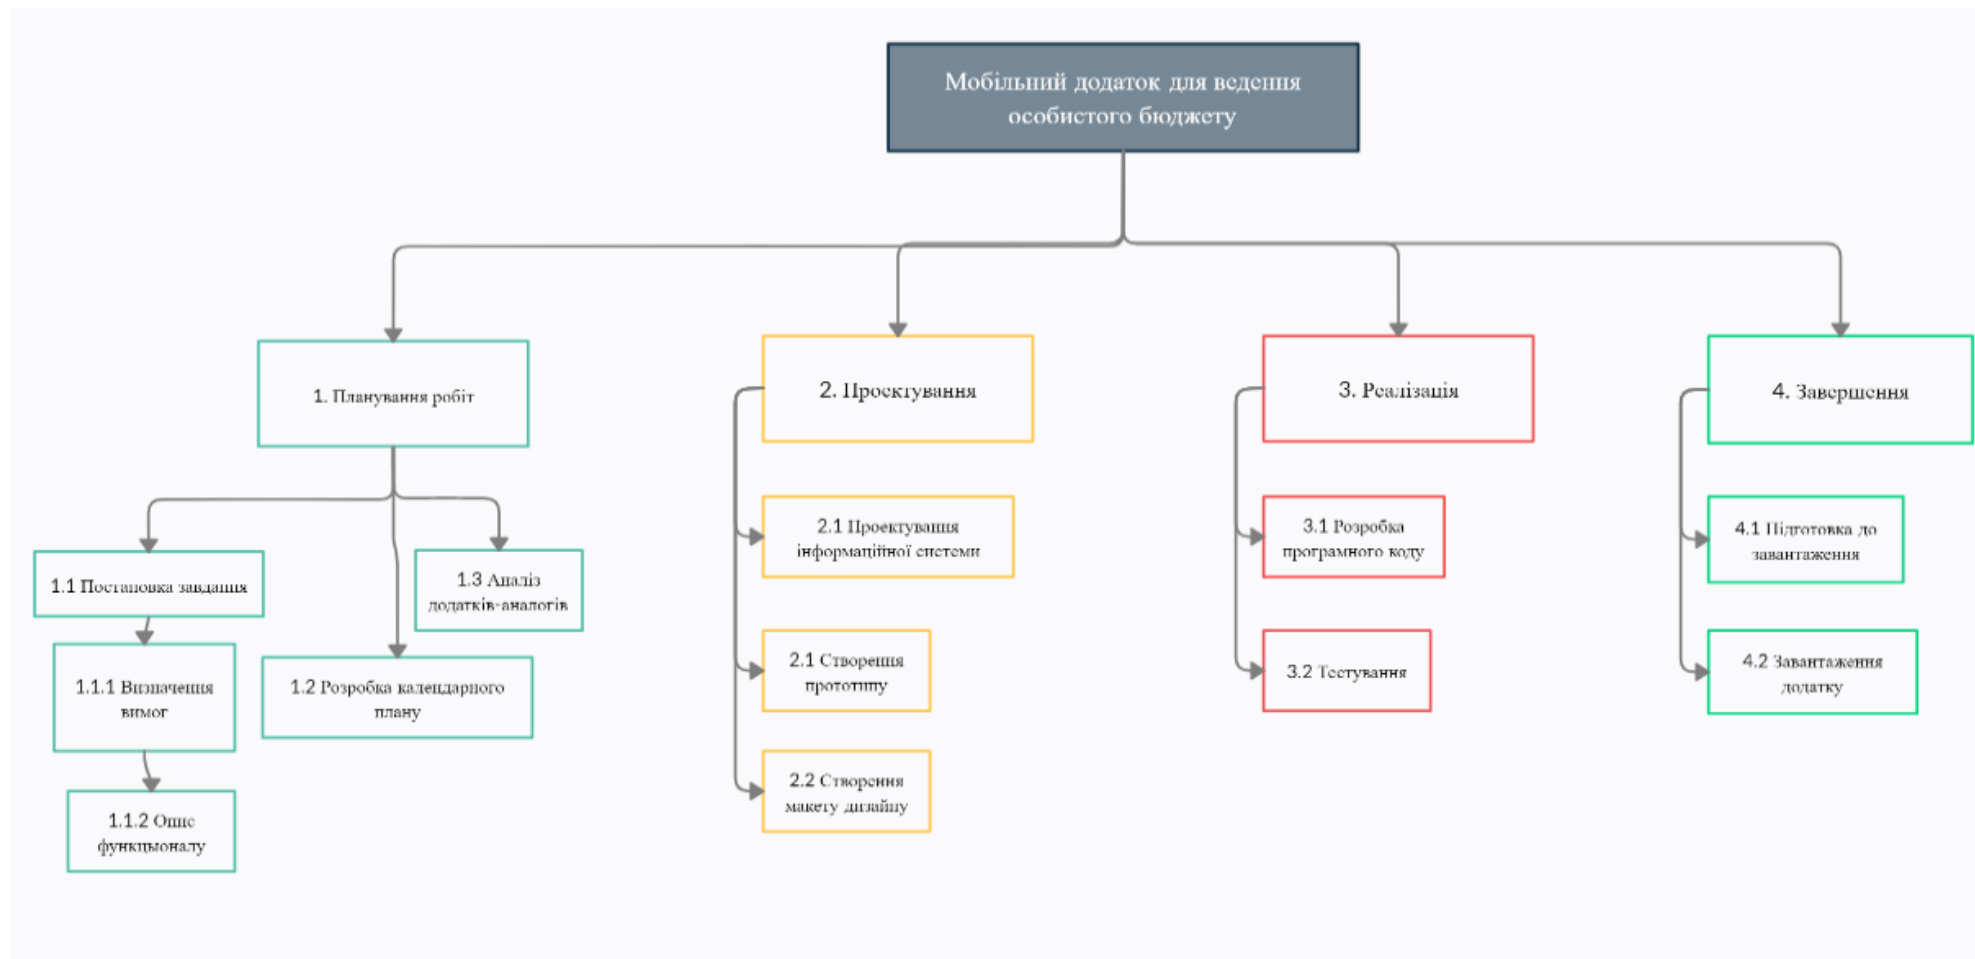 Мобільний додаток для ведення
особистого бюджету
1. Планування робіт
2. Проєктування
3. Реалізація
4. Завершення
1.1 Постановка завдання
1.1.1 Визначення
вимог
1.1.2 Опис
функцыоналу
1.2 Розробка календарного
плану
1.3 Аналіз
додатків-аналогів
2.1 Проектування
інформаційної системи
2.1 Створення
прототипу
2.2 Створення
макету дизайну
3.1 Розробка
програмного коду
3.2 Тестування
4.1 Підготовка до
завантаження
4.2 Завантаження
додатку